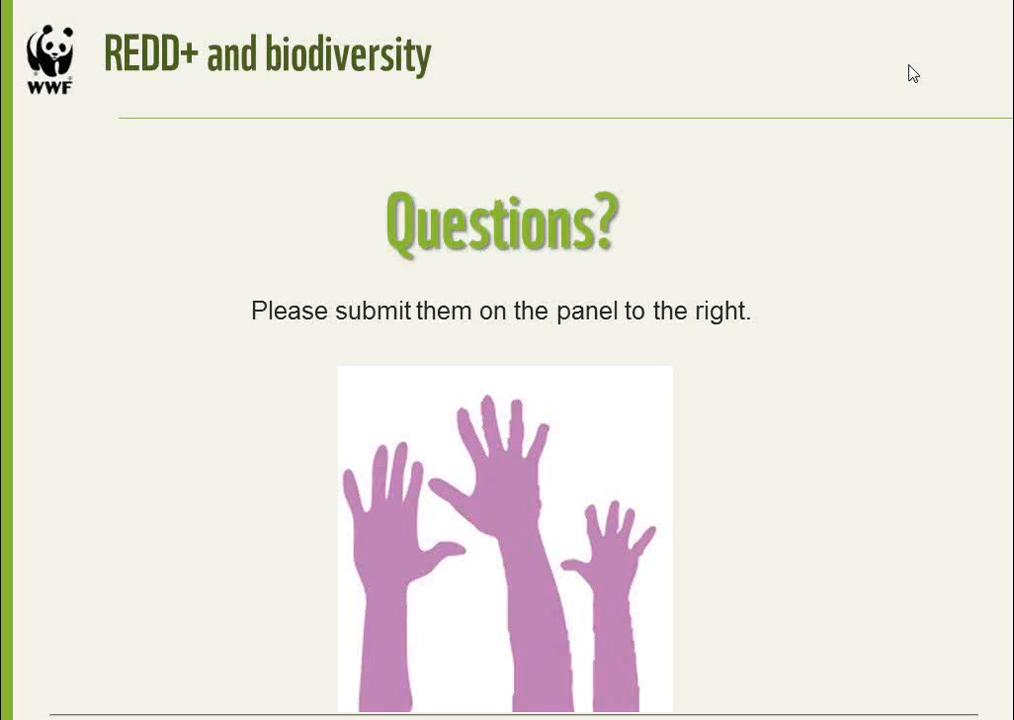 REDD+ and biodiversity
WWF
Questions?
Please submit them on the panel to the right.